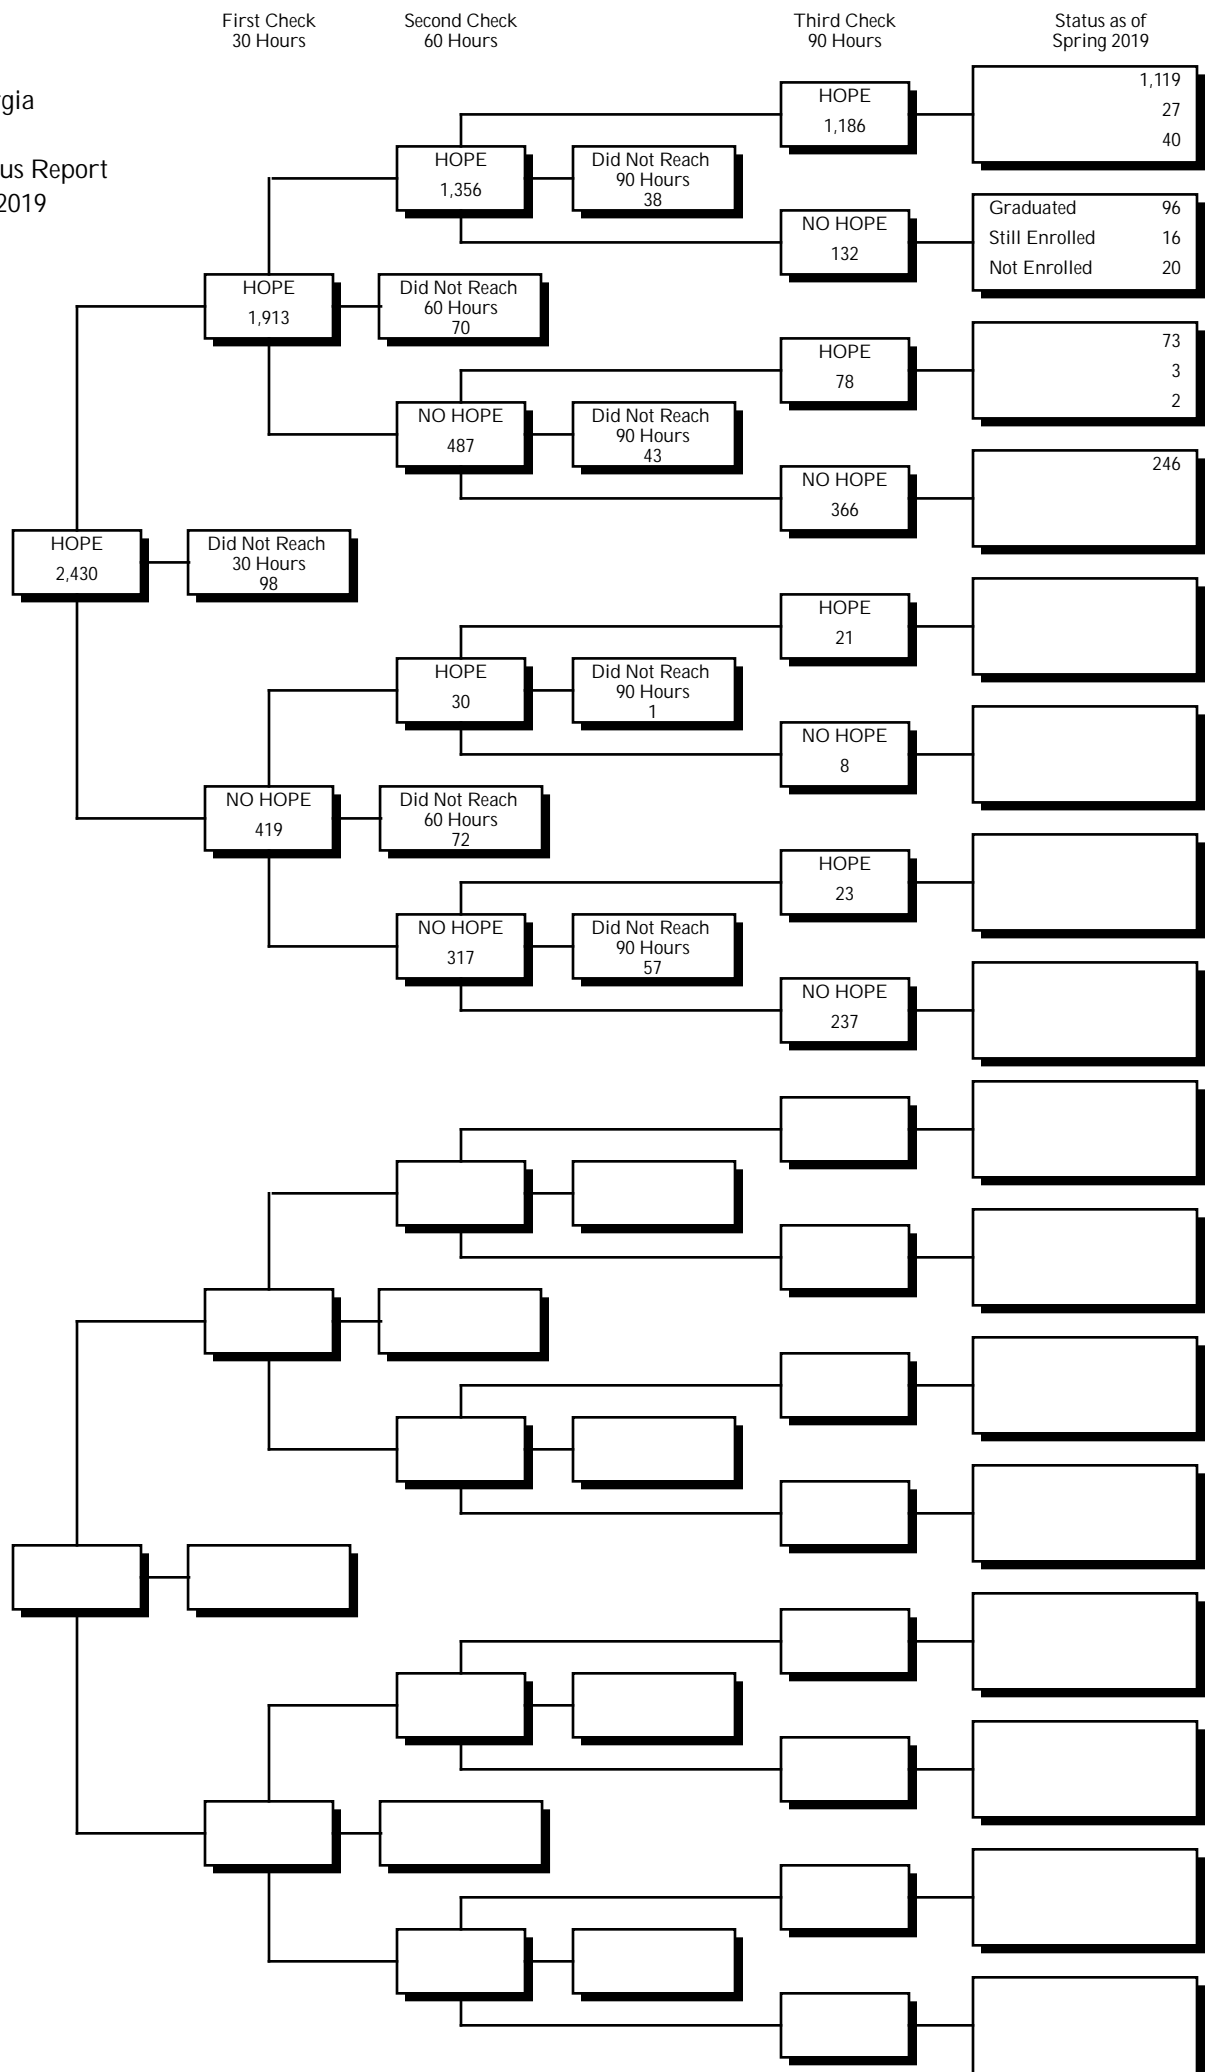 First Check
30 Hours
Second Check
60 Hours
Third Check
90 Hours
Status as of
Spring 2019
gia
us Report
2019
HOPE
1,186
1,119
27
40
HOPE
1,356
Did Not Reach
90 Hours
38
NO HOPE
132
Graduated 96
Still Enrolled 16
Not Enrolled 20
HOPE
1,913
Did Not Reach
60 Hours
70
HOPE
78
73
3
2
NO HOPE
487
Did Not Reach
90 Hours
43
NO HOPE
366
246
HOPE
2,430
Did Not Reach
30 Hours
98
HOPE
21
HOPE
30
Did Not Reach
90 Hours
1
NO HOPE
8
NO HOPE
419
Did Not Reach
60 Hours
72
HOPE
23
NO HOPE
317
Did Not Reach
90 Hours
57
NO HOPE
237